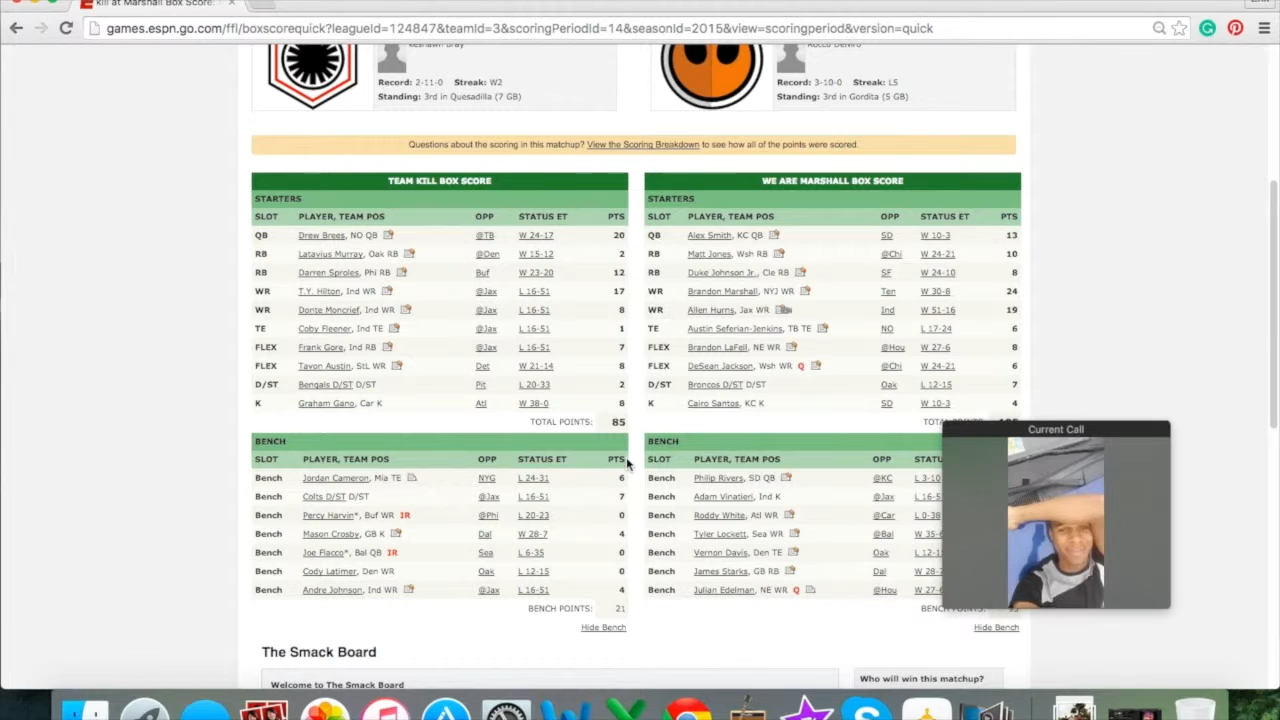 kill at Marshall Box Score:
games.espn.go.com/ffl/boxscorequick?leagueId=124847&teamId=3&scoringPeriodId=14&seasonId=2015&view=scoringperiod&version=quick
Record: 2-11-0 Streak: W2
Standing: 3rd in Quesadilla (7 GB)
Record: 3-10-0 Streak: L5
Standing: 3rd in Gordita (5 GB)
Questions about the scoring in this matchup? View the Scoring Breakdown to see how all of the points were scored.
TEAM KILL BOX SCORE
STARTERS
SLOT PLAYER, TEAM POS OPP STATUS ET PTS
QB Drew Brees, NO QB @TB W 24-17 20
RB Latavius Murray, Oak RB @Den W 15-12 2
RB Darren Sproles, Phi RB Buf W 23-20 12
WR T.Y. Hilton, Ind WR @Jax L 16-51 17
WR Donte Moncrief, Ind WR @Jax L 16-51 8
TE Coby Fleener, Ind TE @Jax L 16-51 1
FLEX Frank Gore, Ind RB @Jax L 16-51 7
FLEX Tavon Austin, StL WR Det W 21-14 8
D/ST Bengals D/ST D/ST Pit L 20-33 2
K Graham Gano, Car K Atl W 38-0 8
TOTAL POINTS: 85
BENCH
SLOT PLAYER, TEAM POS OPP STATUS ET PTS
Bench Jordan Cameron, Mia TE NYG L 24-31 6
Bench Colts D/ST D/ST @Jax L 16-51 7
Bench Percy Harvin*, Buf WR IR @Phi L 20-23 0
Bench Mason Crosby, GB K Dal W 28-7 4
Bench Joe Flacco*, Bal QB IR Sea L 6-35 0
Bench Cody Latimer, Den WR Oak L 12-15 0
Bench Andre Johnson, Ind WR @Jax L 16-51 4
BENCH POINTS: 21
Hide Bench
WE ARE MARSHALL BOX SCORE
STARTERS
SLOT PLAYER, TEAM POS OPP STATUS ET PTS
QB Alex Smith, KC QB SD W 10-3 13
RB Matt Jones, Wsh RB @Chi W 24-21 10
RB Duke Johnson Jr., Cle RB SF W 24-10 8
WR Brandon Marshall, NYJ WR Ten W 30-8 24
WR Allen Hurns, Jax WR Ind W 51-16 19
TE Austin Seferian-Jenkins, TB TE NO L 17-24 6
FLEX Brandon LaFell, NE WR @Hou W 27-6 8
FLEX DeSean Jackson, Wsh WR Q @Chi W 24-21 6
D/ST Broncos D/ST D/ST Oak L 12-15 7
K Cairo Santos, KC K SD W 10-3 4
BENCH
SLOT PLAYER, TEAM POS OPP
Bench Philip Rivers, SD QB @KC L 3-10
Bench Adam Vinatieri, Ind K @Jax
Bench Roddy White, Atl WR @Car
Bench Tyler Lockett, Sea WR @Bal
Bench Vernon Davis, Den TE Oak
Bench James Starks, GB RB Dal
Bench Julian Edelman, NE WR Q @Hou
Hide Bench
Current Call
The Smack Board
Welcome to The Smack Board
Who will win this matchup?